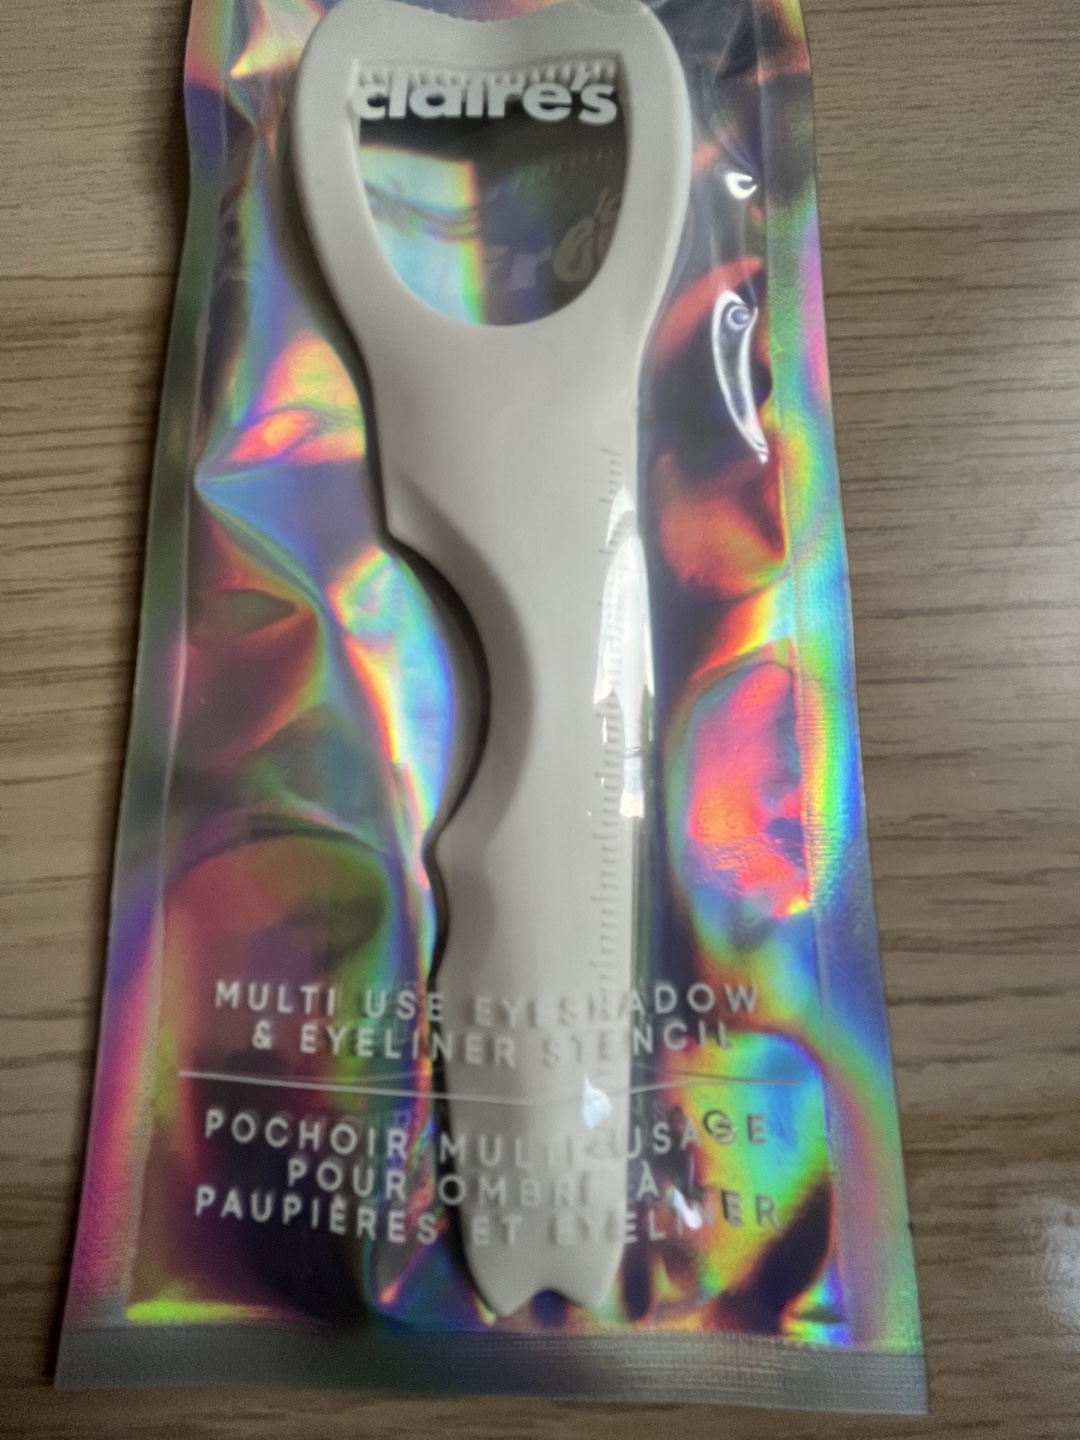 claire's
MULTI USE EYESHADOW
& EYELINER STENCIL
POCHOIR MULTI-USAGE
POUR OMBRE À
PAUPIÈRES ET EYELINER